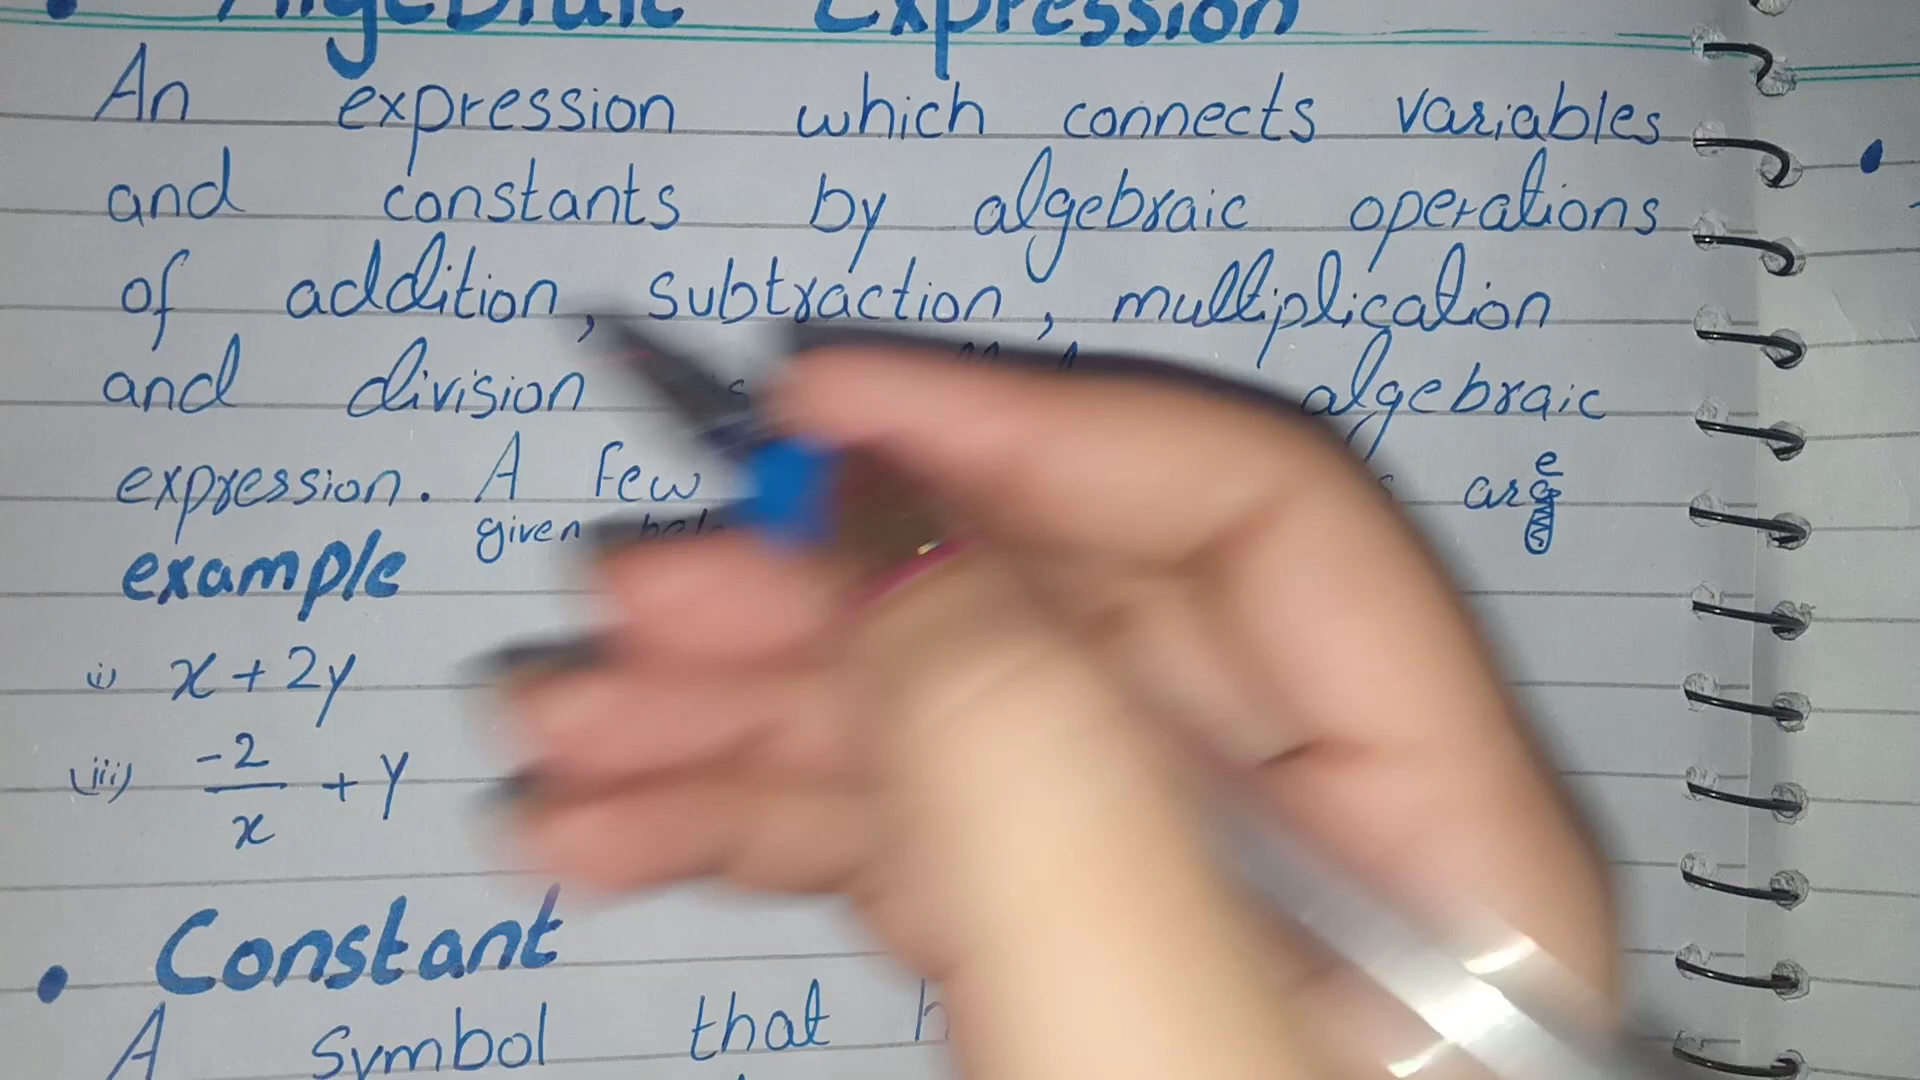 • Algebraic Expression
An expression which connects variables
and constants by algebraic operations
of addition, subtraction, multiplication
and division algebraic
expression. A few are
given
example
x + 2y
(iii) -2/x + y
• Constant
A symbol that